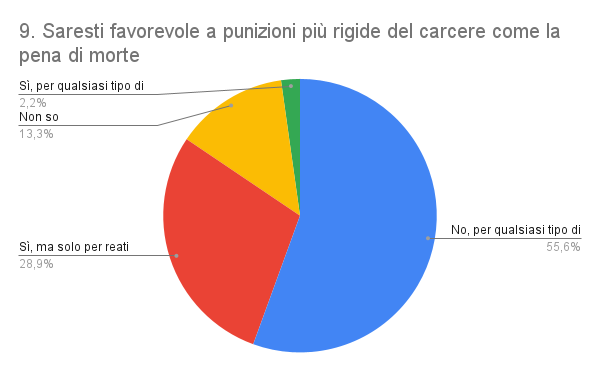 9. Saresti favorevole a punizioni più rigide del carcere come la
pena di morte
Sì, per qualsiasi tipo di
2,2%
Non so
13,3%
No, per qualsiasi tipo di
55,6%
Sì, ma solo per reati
28,9%